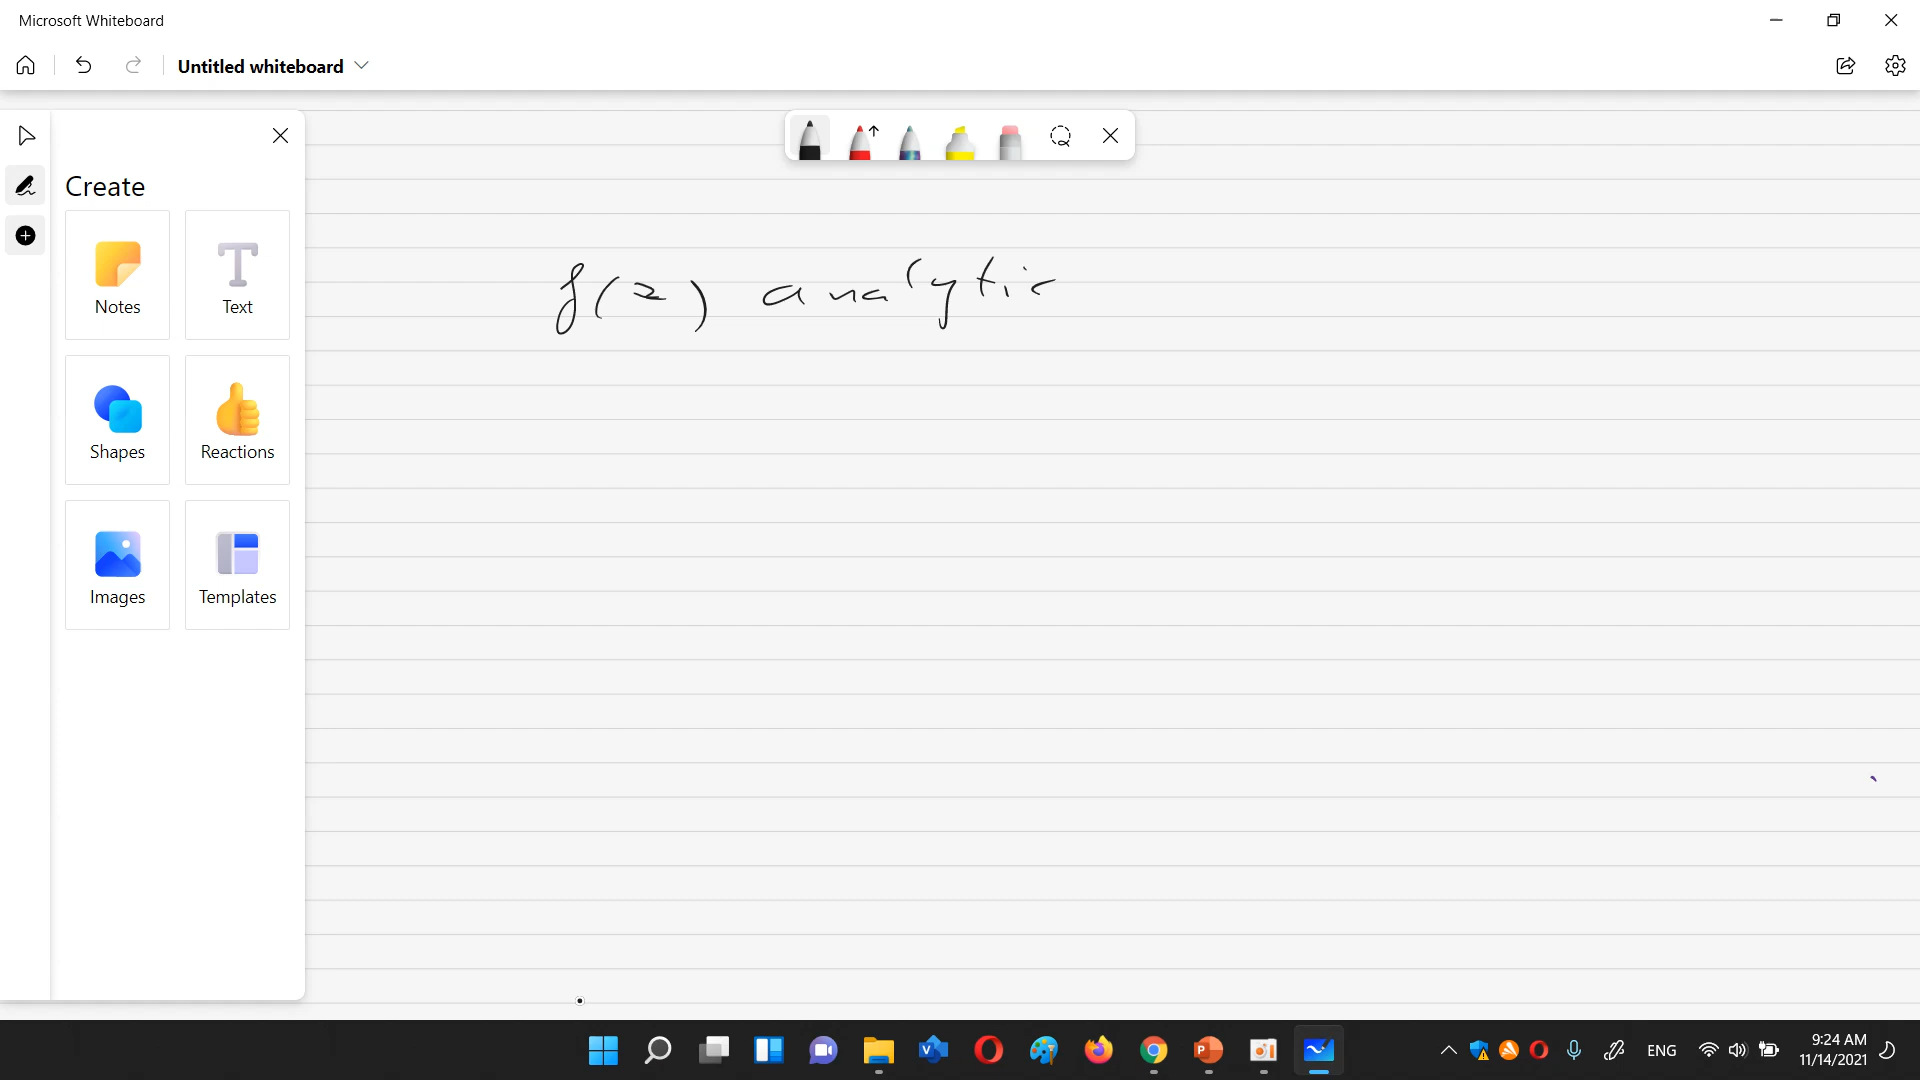 Microsoft Whiteboard
Untitled whiteboard
Create
Notes
Text
Shapes
Reactions
Images
Templates
f(z) analytic
ENG
9:24 AM
11/14/2021